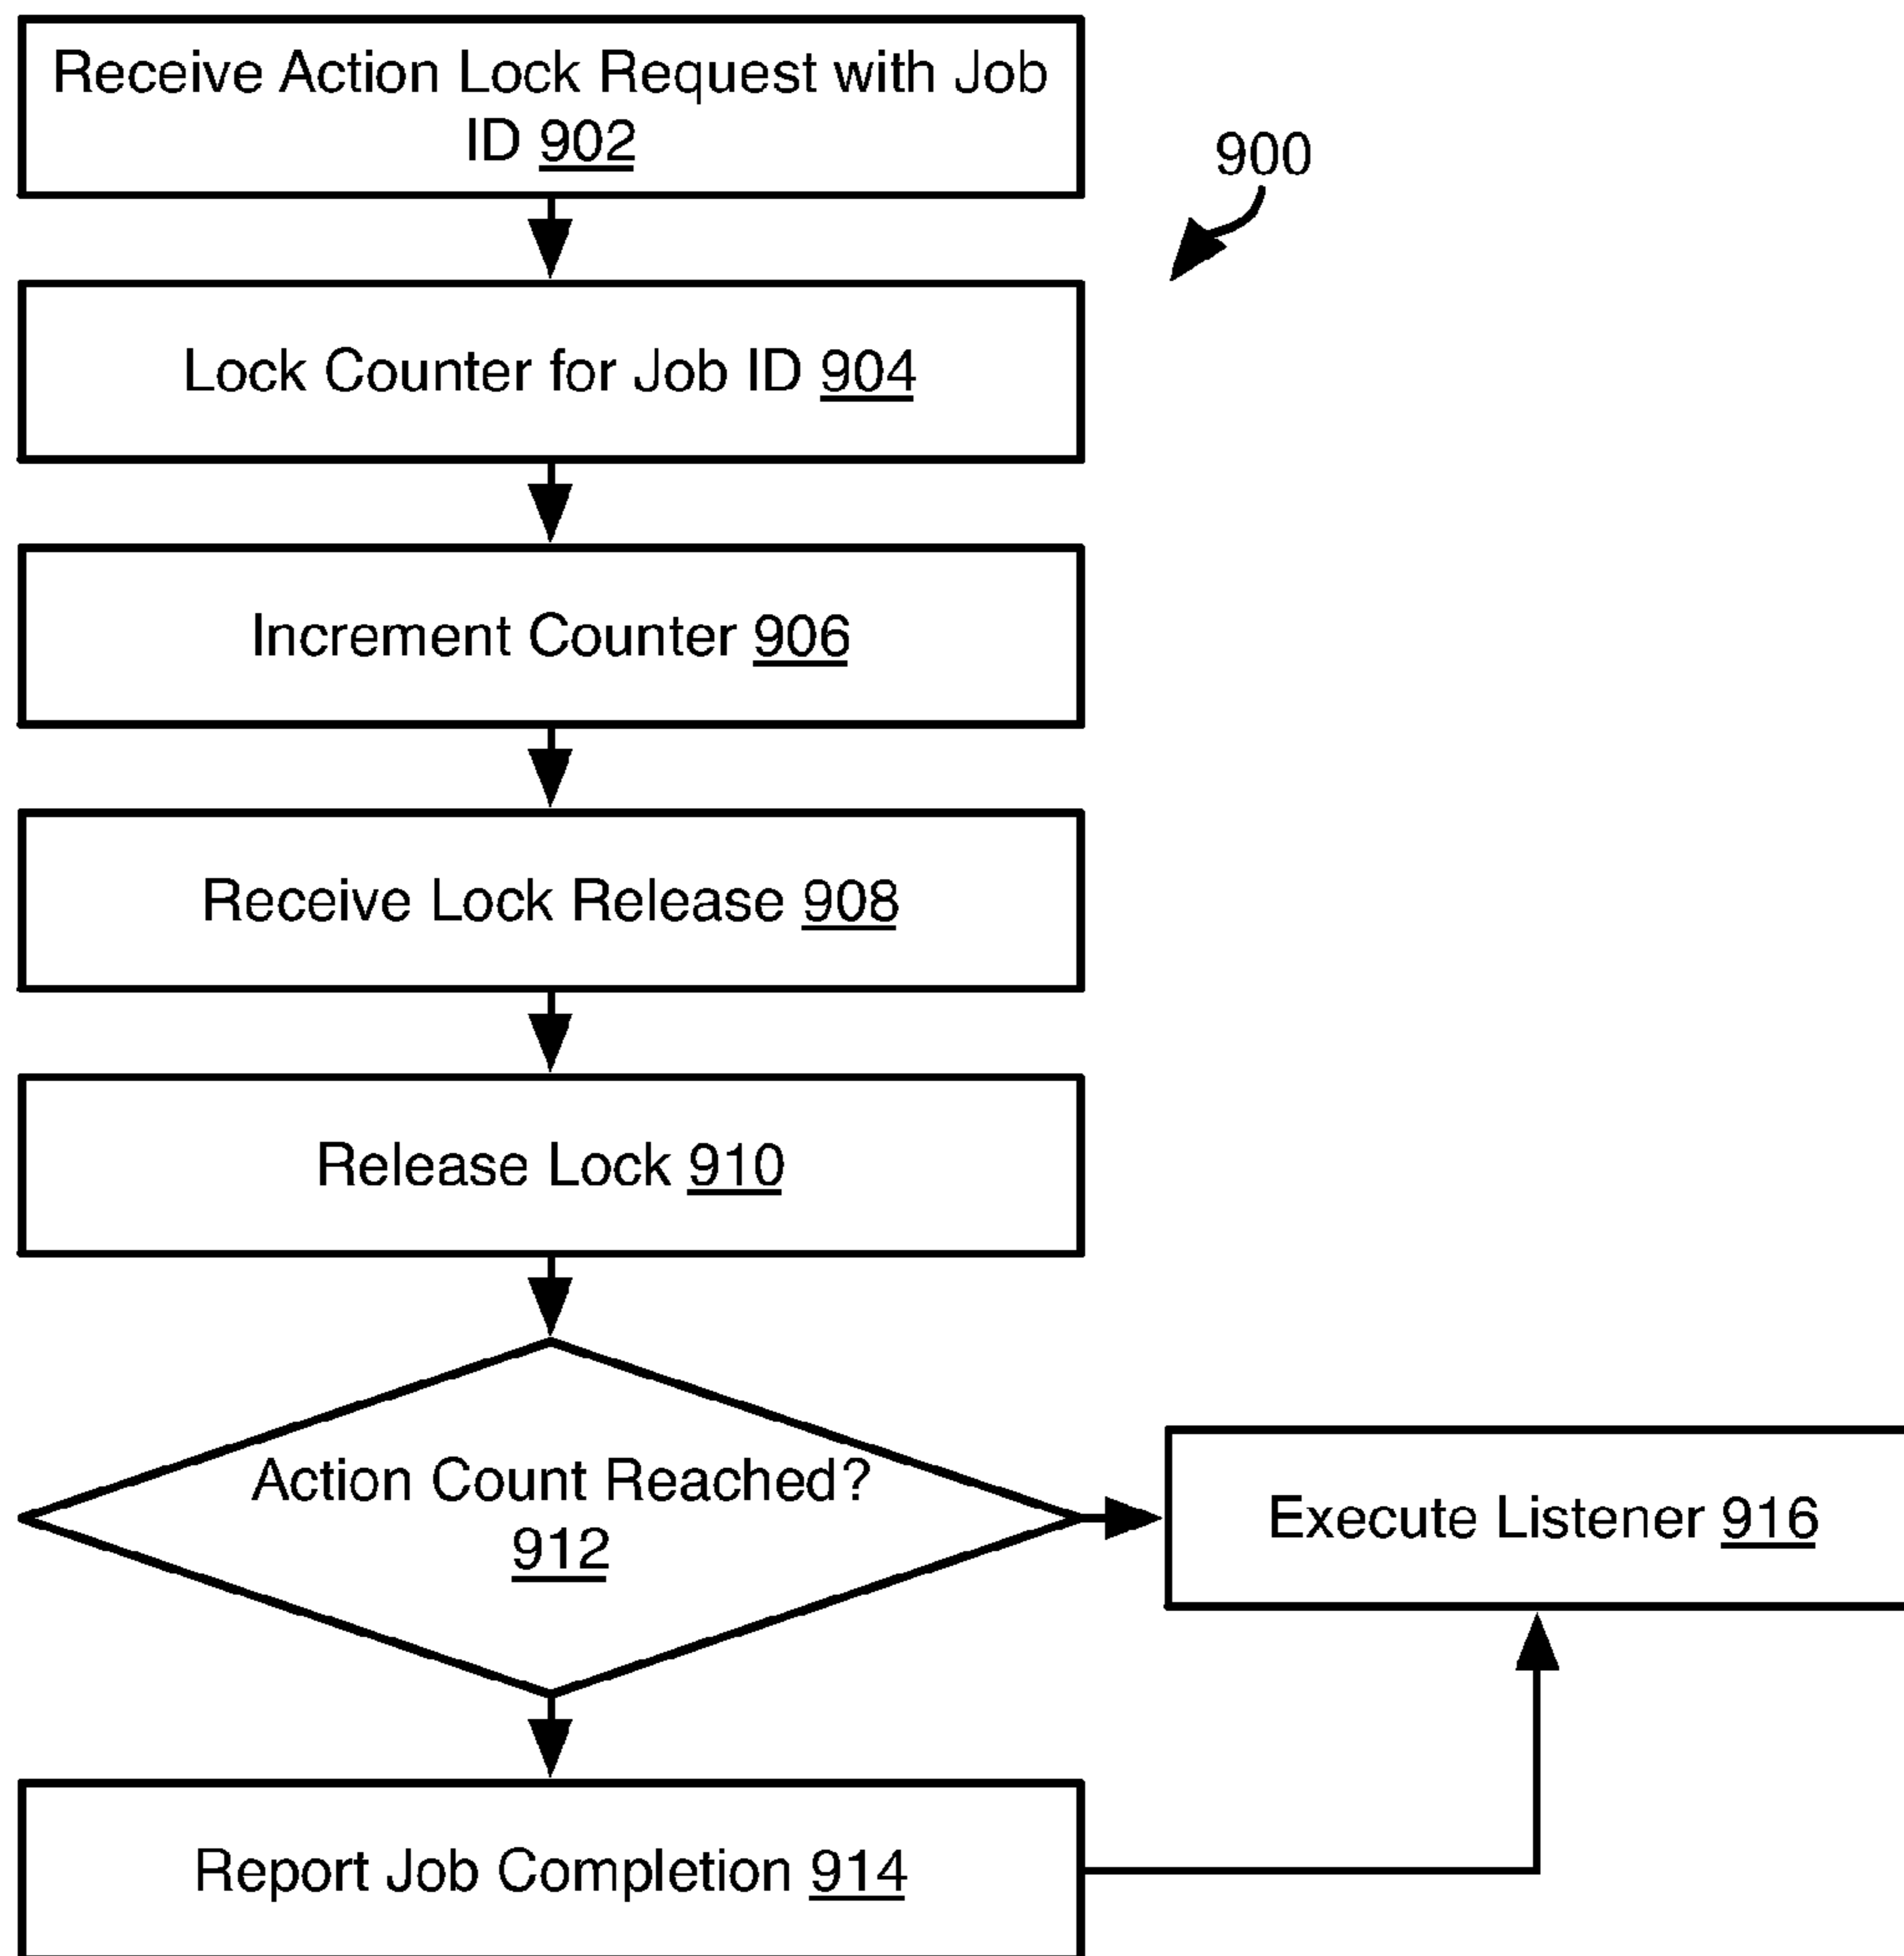 Receive Action Lock Request with Job
ID 902
900
Lock Counter for Job ID 904
Increment Counter 906
Receive Lock Release 908
Release Lock 910
Action Count Reached?
912
Execute Listener 916
Report Job Completion 914